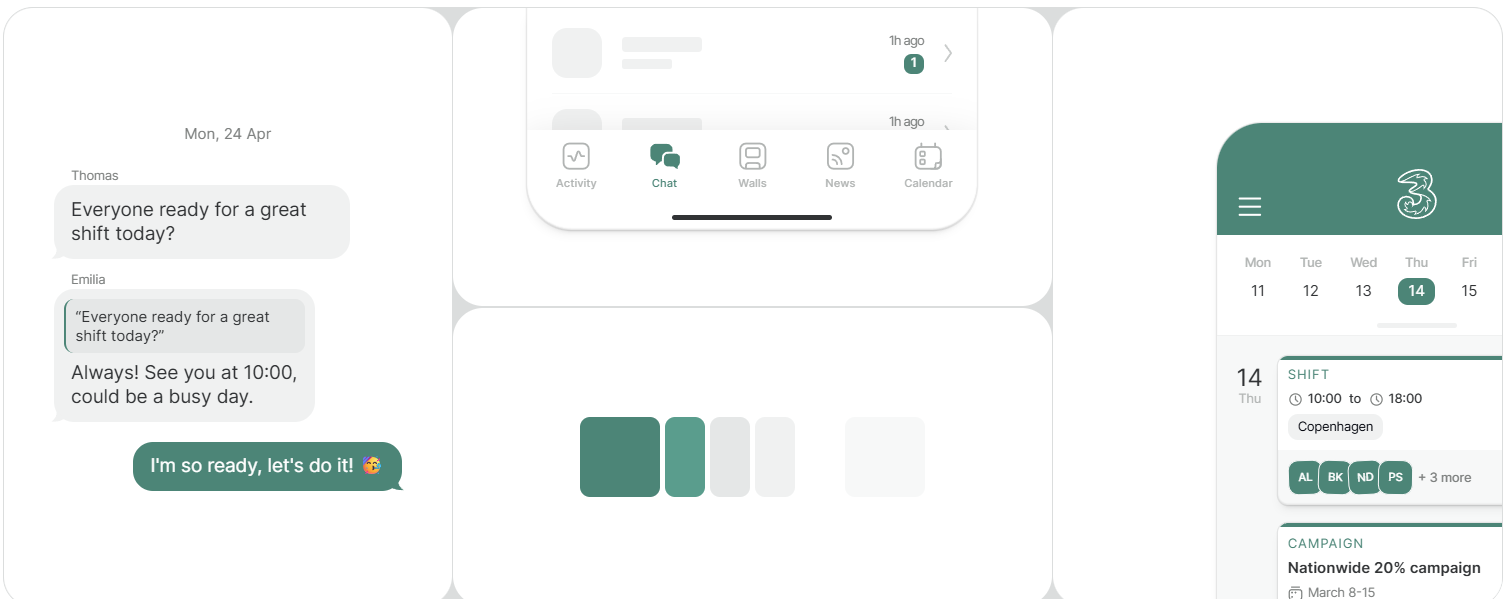 Mon, 24 Apr
Thomas
Everyone ready for a great
shift today?
Emilia
“Everyone ready for a great
shift today?”
Always! See you at 10:00,
could be a busy day.
I'm so ready, let's do it! 🥳
1h ago
1
1h ago
Activity
Chat
Walls
News
Calendar
3
Mon Tue Wed Thu Fri
11 12 13 14 15
14
Thu
SHIFT
10:00 to 18:00
Copenhagen
AL BK ND PS + 3 more
CAMPAIGN
Nationwide 20% campaign
March 8-15